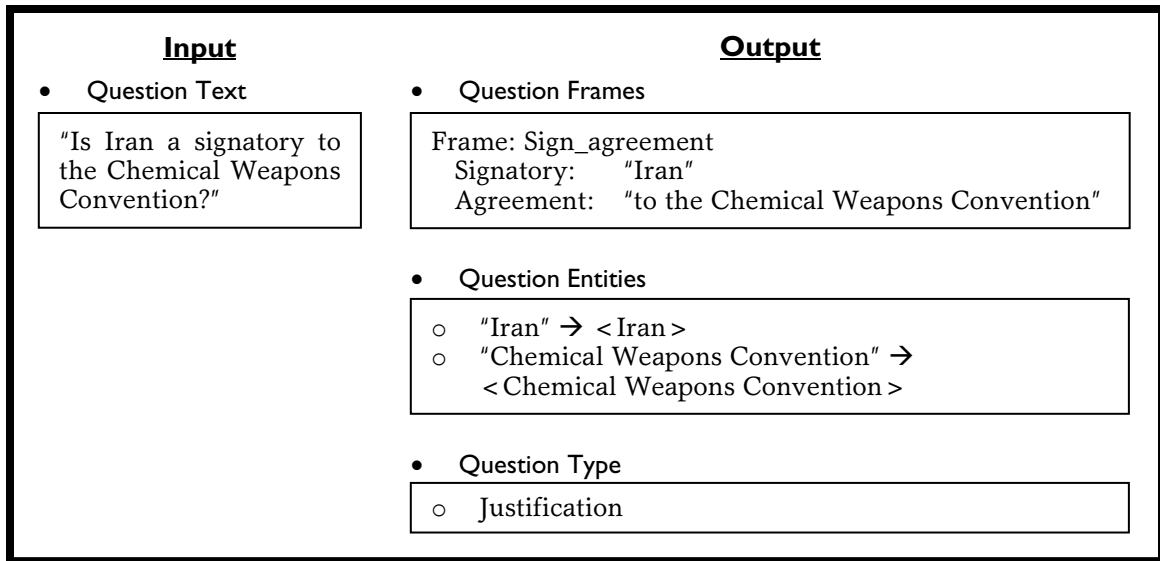 Input
• Question Text
"Is Iran a signatory to
the Chemical Weapons
Convention?"
Output
• Question Frames
Frame: Sign_agreement
Signatory: "Iran"
Agreement: "to the Chemical Weapons Convention"
• Question Entities
o "Iran" → <Iran>
o "Chemical Weapons Convention" →
<Chemical Weapons Convention>
• Question Type
o Justification